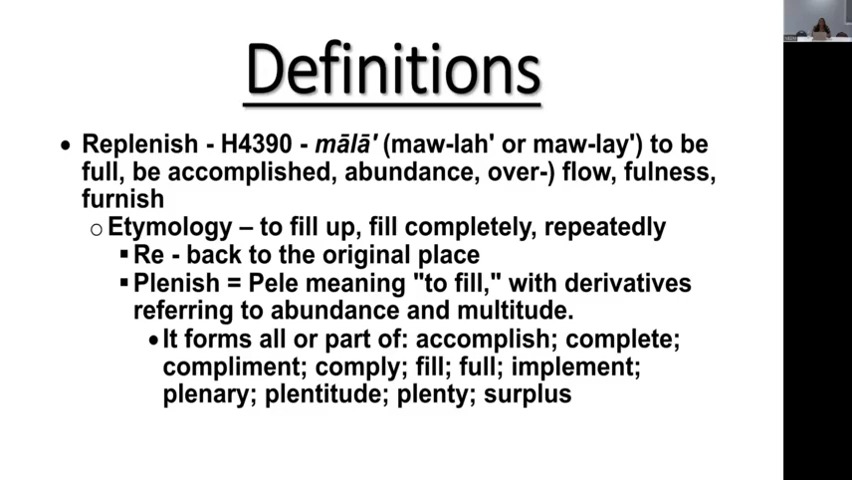 Definitions
• Replenish - H4390 - mālā' (maw-lah' or maw-lay') to be
full, be accomplished, abundance, over-) flow, fulness,
furnish
○ Etymology – to fill up, fill completely, repeatedly
▪ Re - back to the original place
▪ Plenish = Pele meaning "to fill," with derivatives
referring to abundance and multitude.
• It forms all or part of: accomplish; complete;
compliment; comply; fill; full; implement;
plenary; plentitude; plenty; surplus